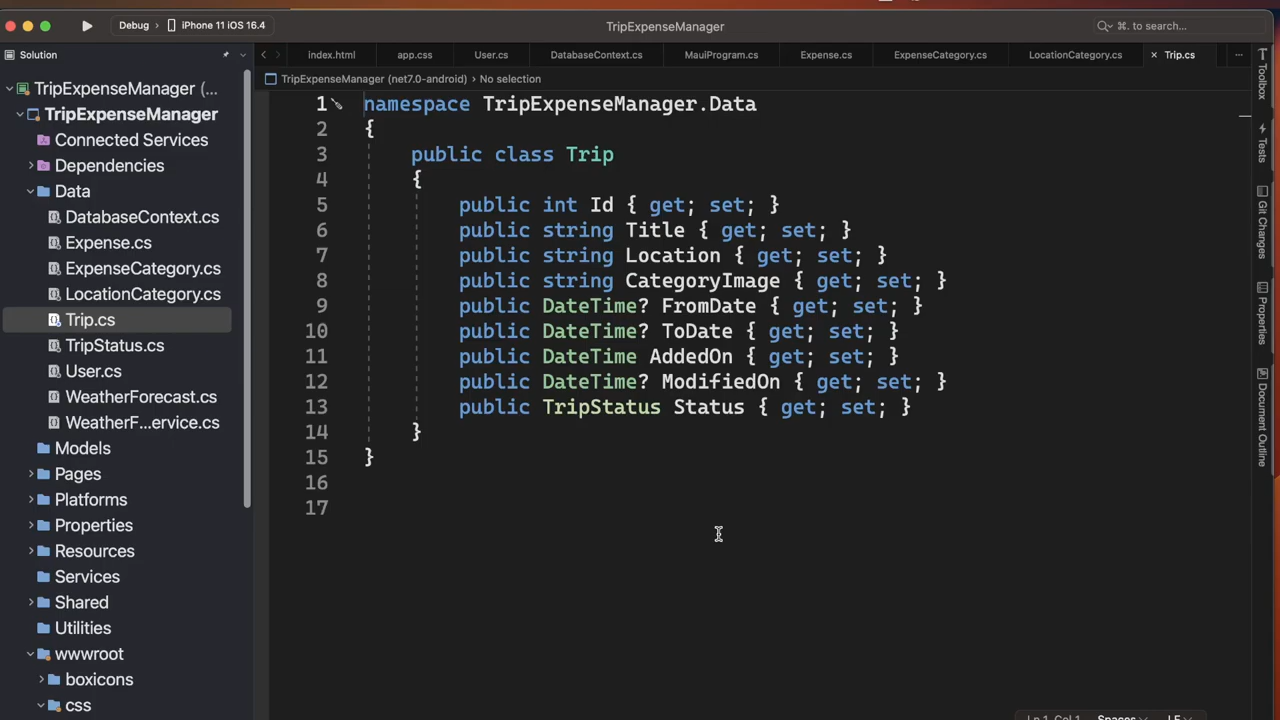 TripExpenseManager
Debug > iPhone 11 iOS 16.4
⌘. to search...
Solution
index.html
app.css
User.cs
DatabaseContext.cs
MauiProgram.cs
Expense.cs
ExpenseCategory.cs
LocationCategory.cs
× Trip.cs
TripExpenseManager (net7.0-android) > No selection
TripExpenseManager (...
TripExpenseManager
Connected Services
Dependencies
Data
DatabaseContext.cs
Expense.cs
ExpenseCategory.cs
LocationCategory.cs
Trip.cs
TripStatus.cs
User.cs
WeatherForecast.cs
WeatherF...ervice.cs
Models
Pages
Platforms
Properties
Resources
Services
Shared
Utilities
wwwroot
boxicons
css
1 namespace TripExpenseManager.Data
2 {
3 public class Trip
4 {
5 public int Id { get; set; }
6 public string Title { get; set; }
7 public string Location { get; set; }
8 public string CategoryImage { get; set; }
9 public DateTime? FromDate { get; set; }
10 public DateTime? ToDate { get; set; }
11 public DateTime AddedOn { get; set; }
12 public DateTime? ModifiedOn { get; set; }
13 public TripStatus Status { get; set; }
14 }
15 }
16
17
Toolbox
Tests
Git Changes
Properties
Document Outline
Ln 1, Col 1 Spaces LF